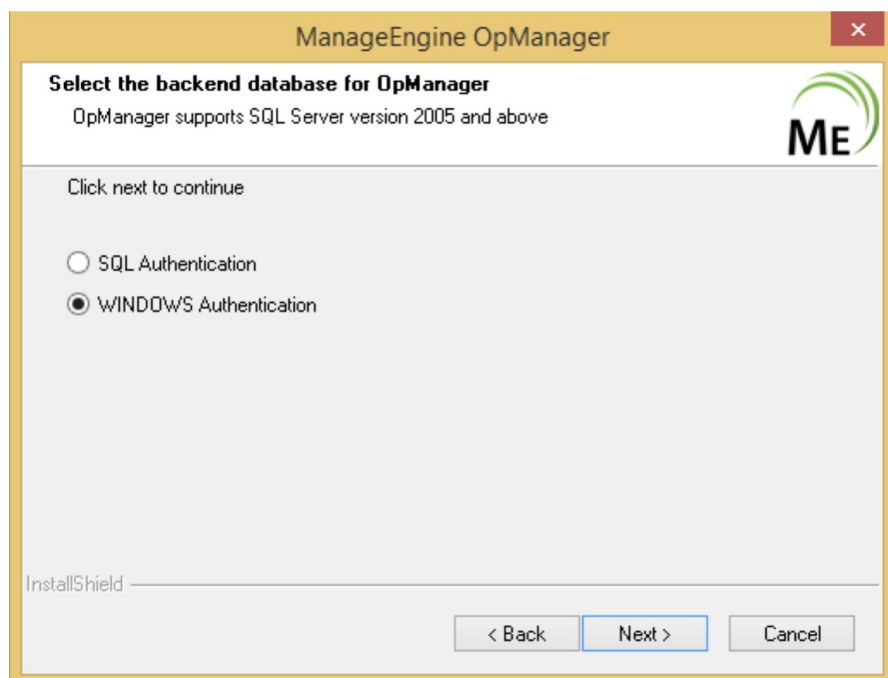 ManageEngine OpManager
Select the backend database for OpManager
OpManager supports SQL Server version 2005 and above
ME
Click next to continue
SQL Authentication
WINDOWS Authentication
InstallShield
< Back Next > Cancel